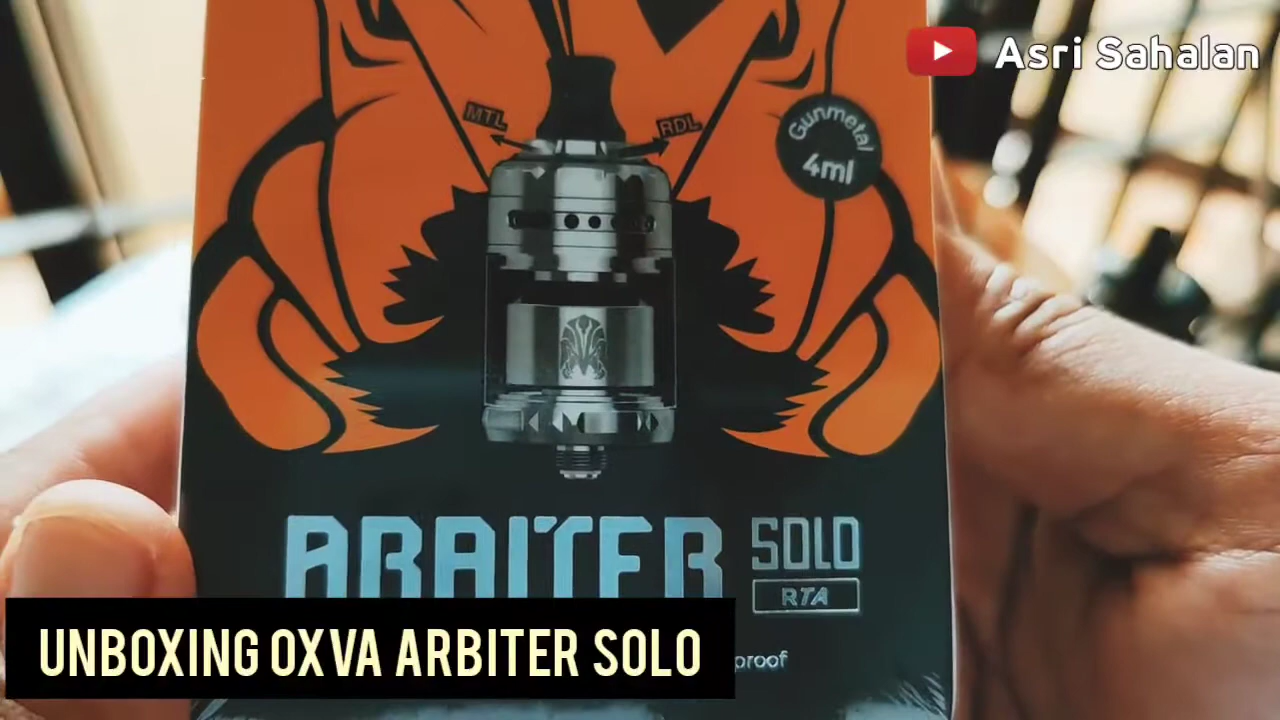 Asri Sahalan
MTL
RDL
Gunmetal
4ml
ARBITER SOLO
RTA
UNBOXING OXVA ARBITER SOLO
proof